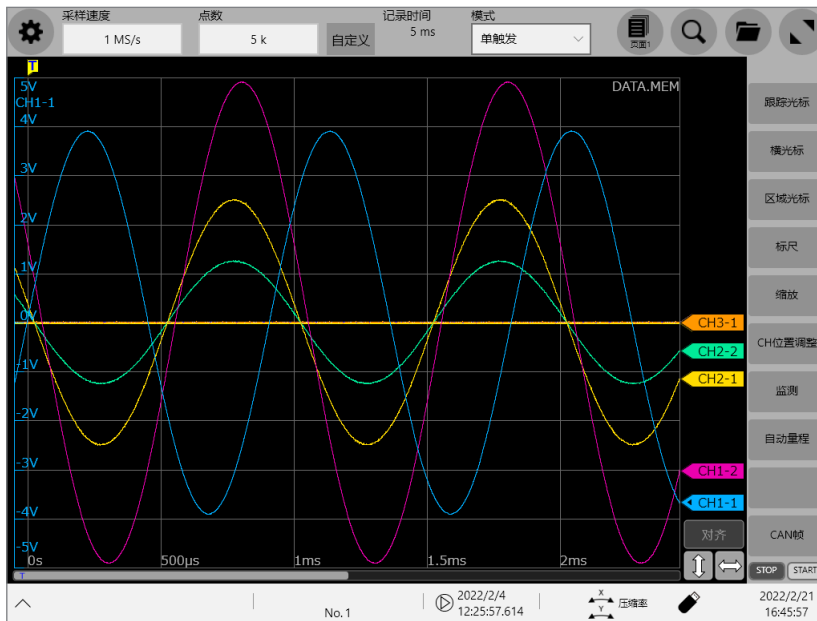 采样速度
点数
记录时间
模式
1 MS/s
5 k
自定义
5 ms
单触发
页面1
T
5V
CH1-1
4V
3V
2V
1V
0V
-1V
-2V
-3V
-4V
-5V
DATA.MEM
CH3-1
CH2-2
CH2-1
CH1-2
CH1-1
0s
500μs
1ms
1.5ms
2ms
T
跟踪光标
横光标
区域光标
标尺
缩放
CH位置调整
监测
自动量程
对齐
CAN帧
STOP
START
No. 1
2022/2/4
12:25:57.614
X
Y
压缩率
2022/2/21
16:45:57